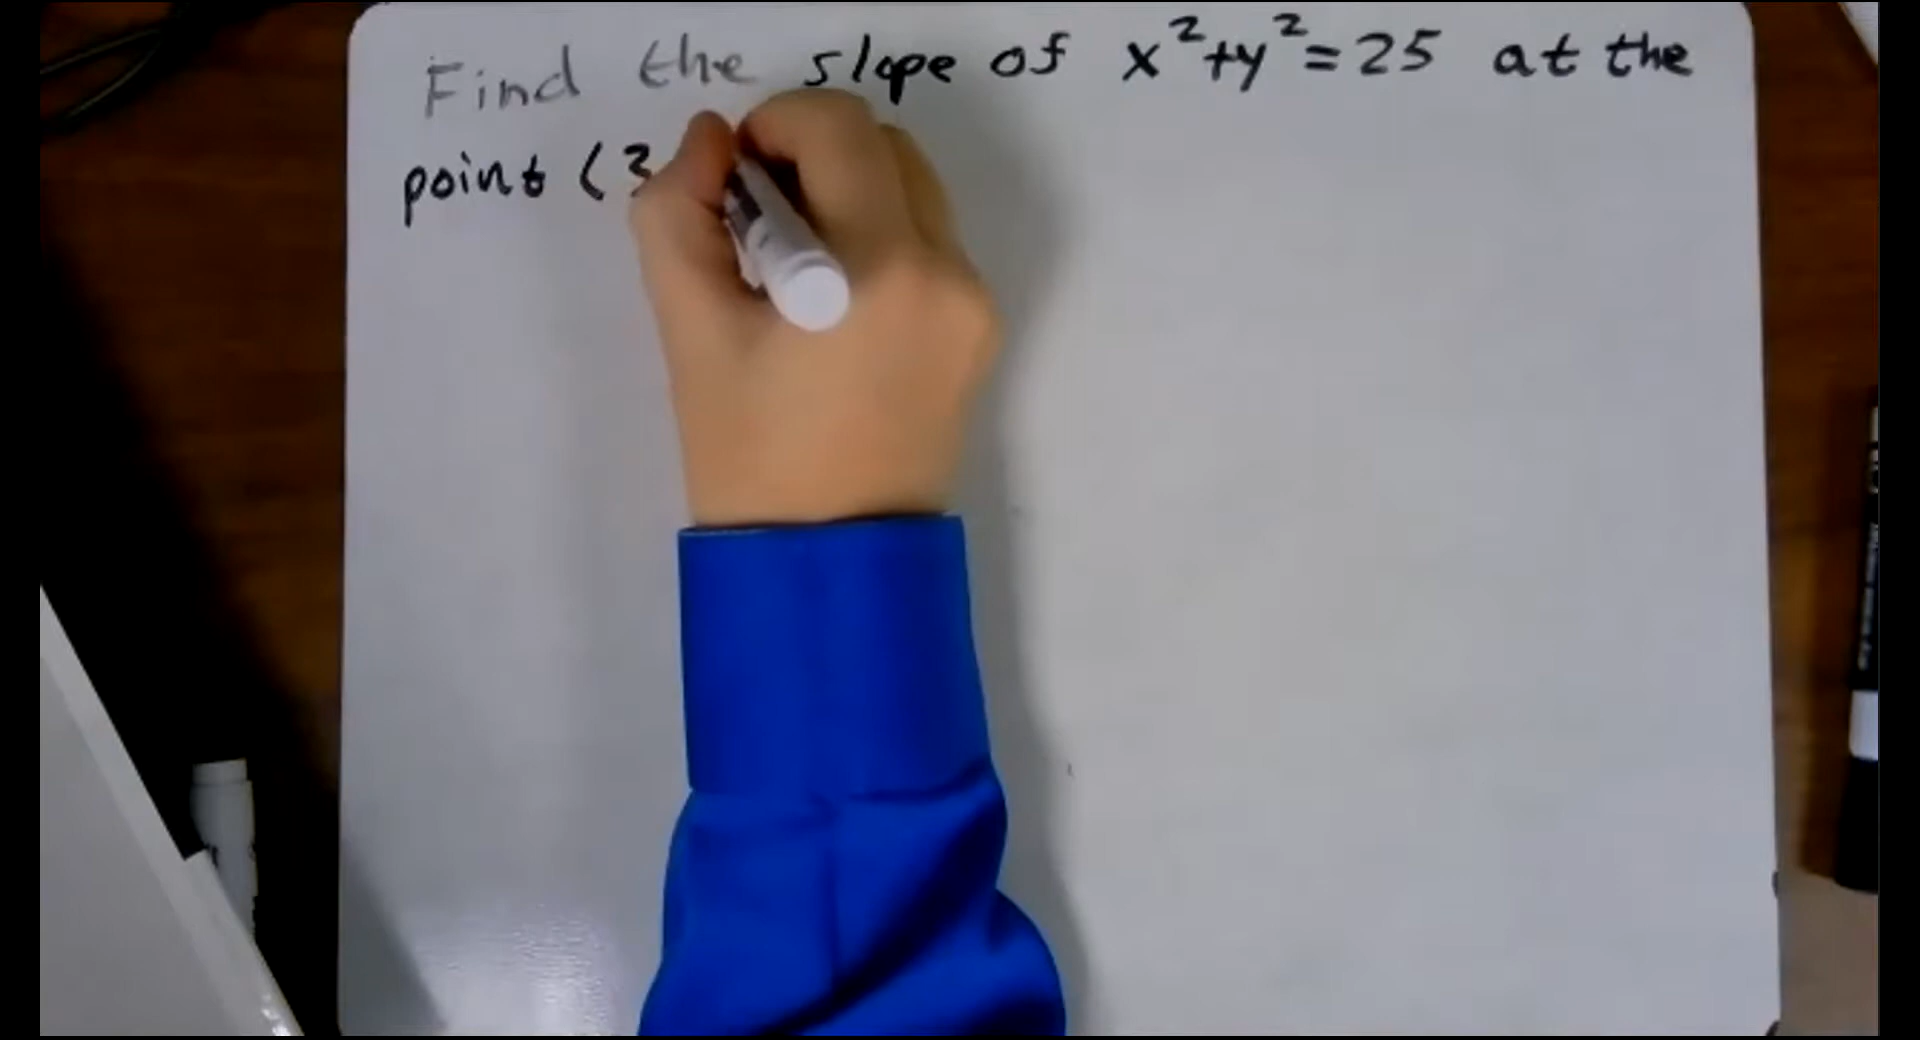 Find the slope of x²+y²=25 at the
point (3